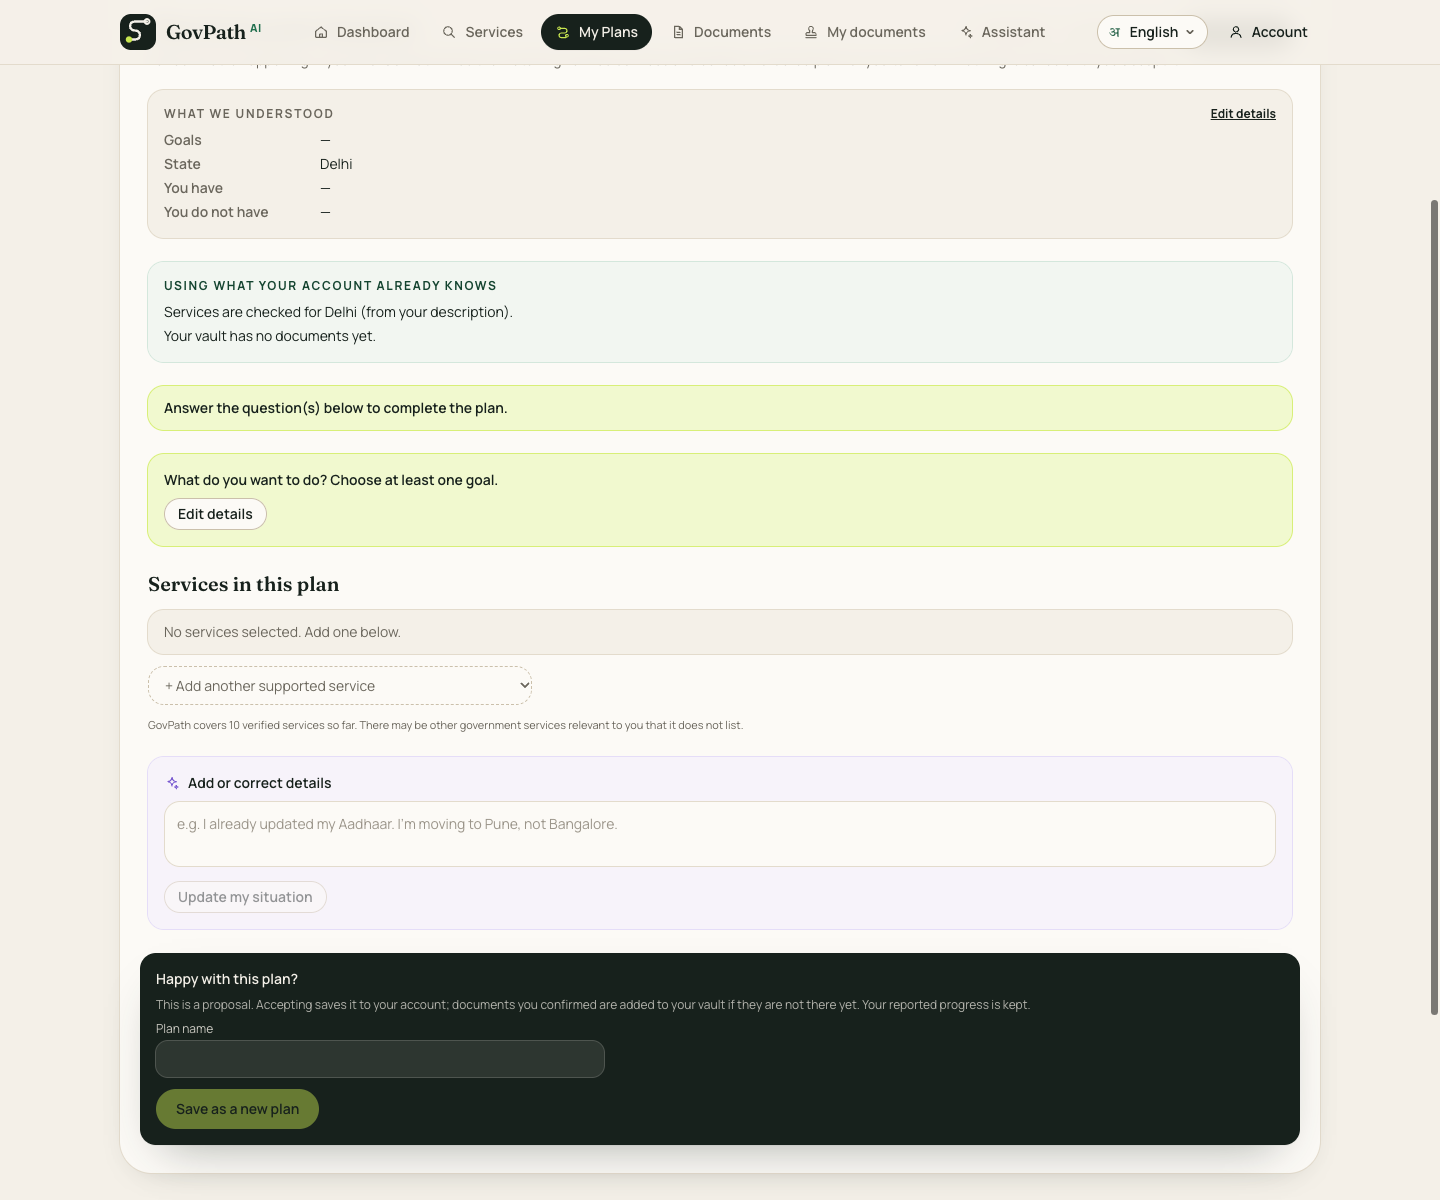 GovPath AI
Dashboard
Services
My Plans
Documents
My documents
Assistant
अ English
Account
WHAT WE UNDERSTOOD
Edit details
Goals —
State Delhi
You have —
You do not have —
USING WHAT YOUR ACCOUNT ALREADY KNOWS
Services are checked for Delhi (from your description).
Your vault has no documents yet.
Answer the question(s) below to complete the plan.
What do you want to do? Choose at least one goal.
Edit details
Services in this plan
No services selected. Add one below.
+ Add another supported service
GovPath covers 10 verified services so far. There may be other government services relevant to you that it does not list.
Add or correct details
e.g. I already updated my Aadhaar. I'm moving to Pune, not Bangalore.
Update my situation
Happy with this plan?
This is a proposal. Accepting saves it to your account; documents you confirmed are added to your vault if they are not there yet. Your reported progress is kept.
Plan name
Save as a new plan